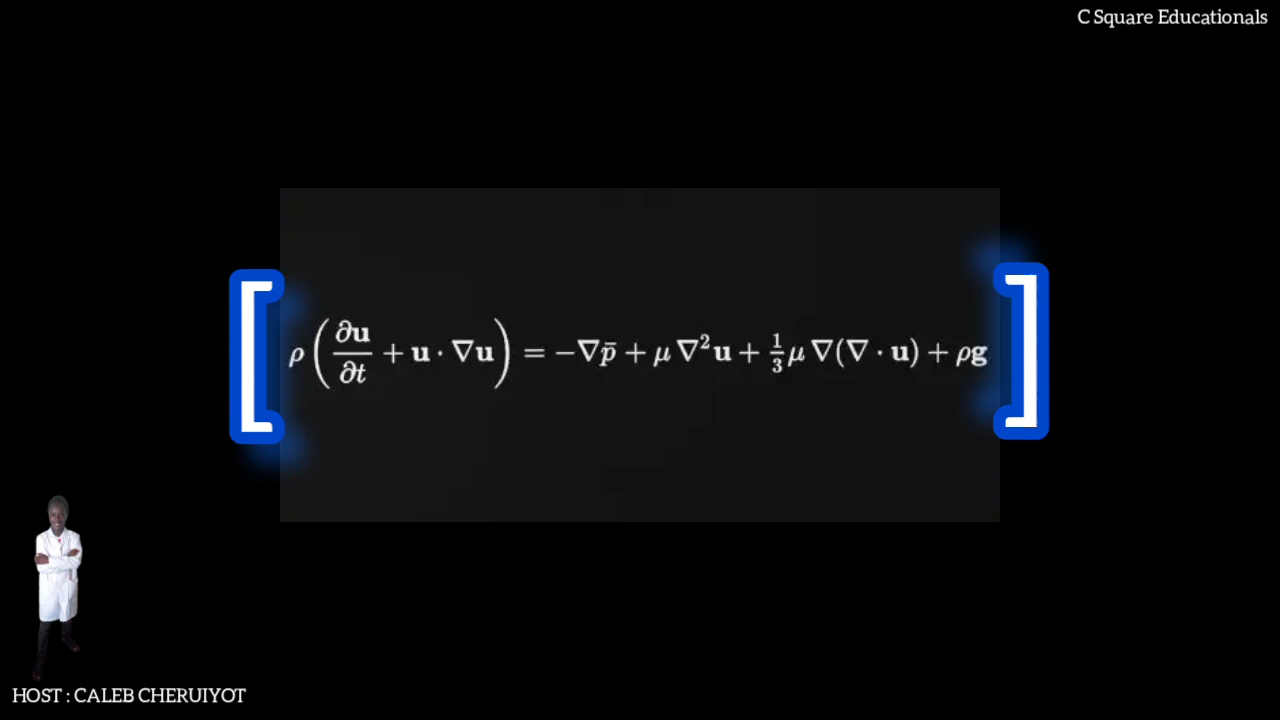 C Square Educationals
[ρ(∂u/∂t + u · ∇u) = −∇p̄ + μ ∇²u + ⅓μ ∇(∇ · u) + ρg]
HOST : CALEB CHERUIYOT